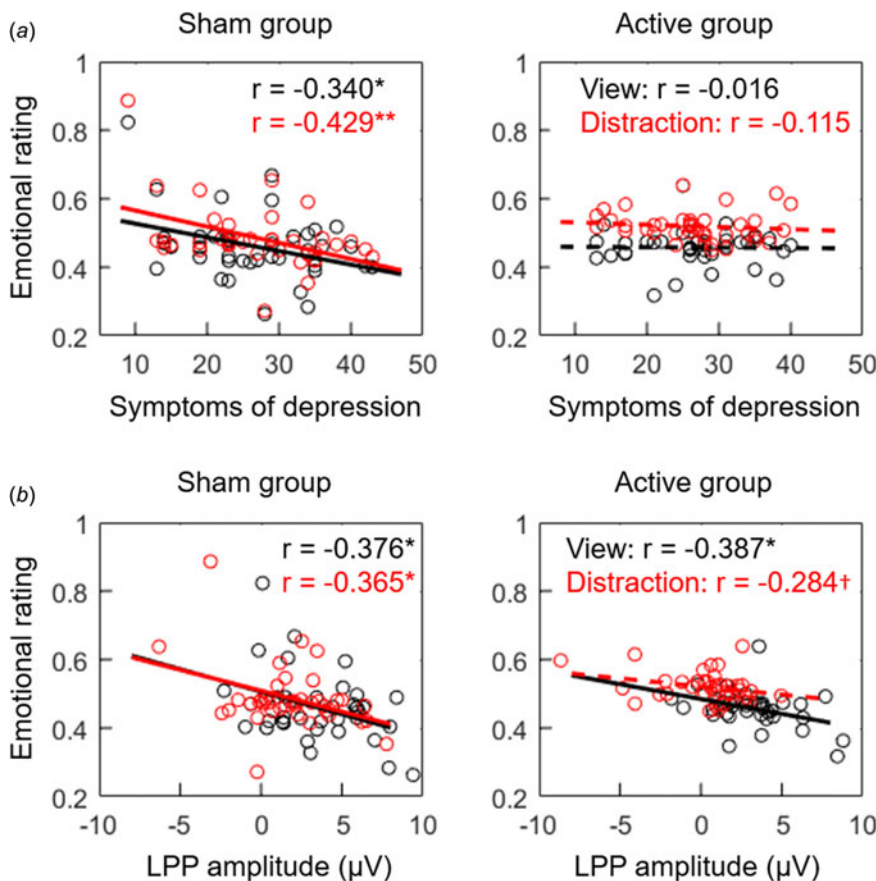 (a)
Sham group
Active group
Emotional rating
1
0.8
0.6
0.4
0.2
r = -0.340*
r = -0.429**
10
20
30
40
50
Symptoms of depression
1
0.8
0.6
0.4
0.2
View: r = -0.016
Distraction: r = -0.115
10
20
30
40
50
Symptoms of depression
(b)
Sham group
Active group
Emotional rating
1
0.8
0.6
0.4
0.2
r = -0.376*
r = -0.365*
-10
-5
0
5
10
LPP amplitude (µV)
1
0.8
0.6
0.4
0.2
View: r = -0.387*
Distraction: r = -0.284†
-10
-5
0
5
10
LPP amplitude (µV)